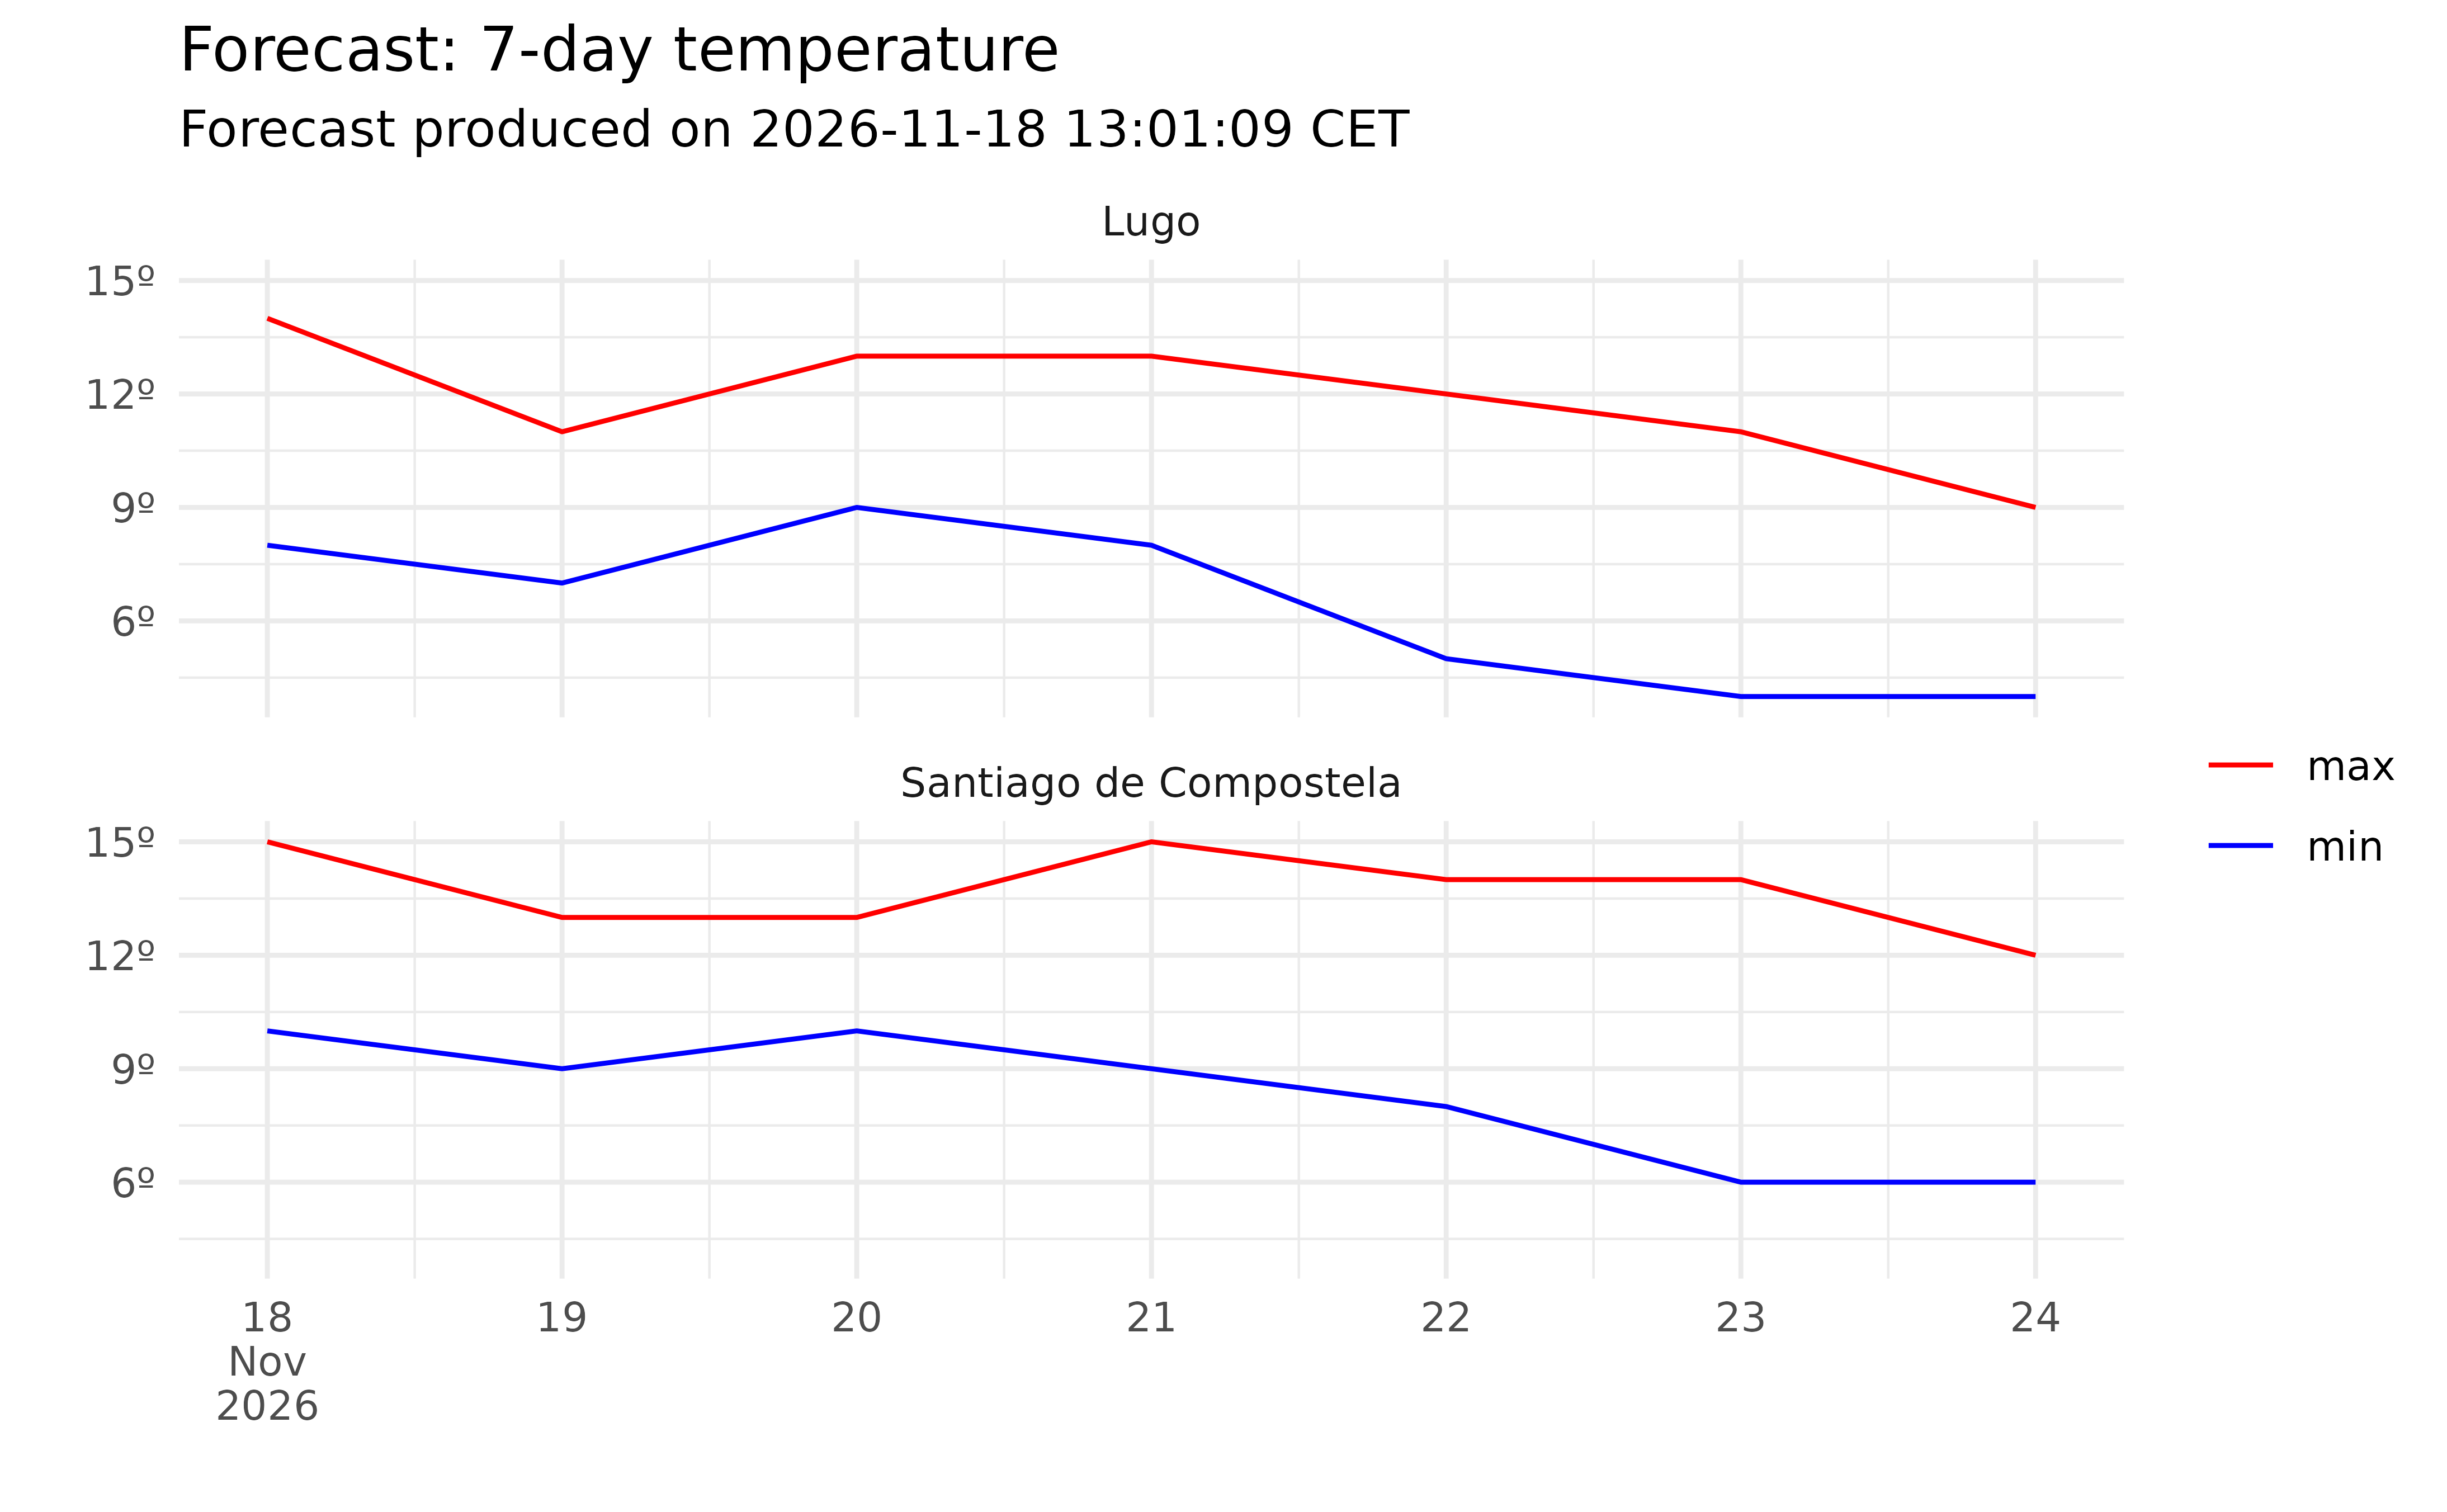 Forecast: 7-day temperature
Forecast produced on 2026-11-18 13:01:09 CET
Lugo
15º
12º
9º
6º
max
min
Santiago de Compostela
15º
12º
9º
6º
18 19 20 21 22 23 24
Nov
2026